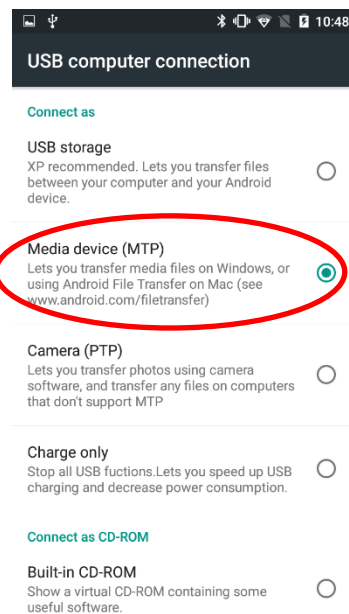 10:48
USB computer connection
Connect as
USB storage
XP recommended. Lets you transfer files
between your computer and your Android
device.
Media device (MTP)
Lets you transfer media files on Windows, or
using Android File Transfer on Mac (see
www.android.com/filetransfer)
Camera (PTP)
Lets you transfer photos using camera
software, and transfer any files on computers
that don't support MTP
Charge only
Stop all USB fuctions.Lets you speed up USB
charging and decrease power consumption.
Connect as CD-ROM
Built-in CD-ROM
Show a virtual CD-ROM containing some
useful software.